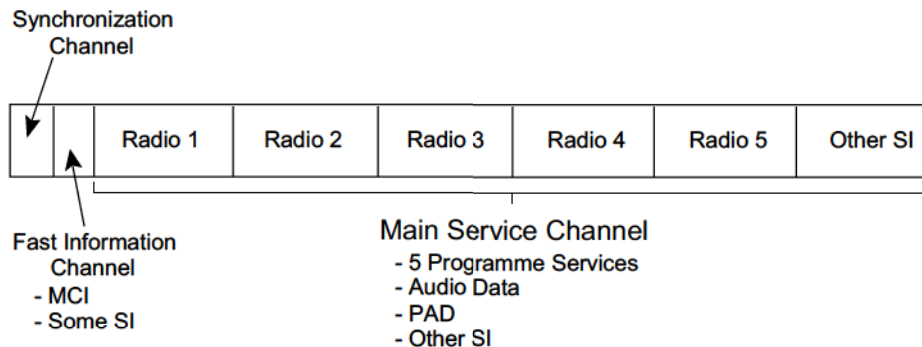 Synchronization
Channel
Radio 1
Radio 2
Radio 3
Radio 4
Radio 5
Other SI
Fast Information
Channel
- MCI
- Some SI
Main Service Channel
- 5 Programme Services
- Audio Data
- PAD
- Other SI